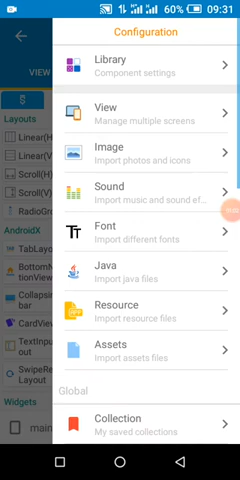 60% 09:31
Configuration
VIEW
Library
Component settings
S
View
Manage multiple screens
Layouts
Linear(H
Image
Import photos and icons
Linear(V
Scroll(H)
Sound
Import music and sound ef...
Scroll(V)
RadioGro
Font
Import different fonts
AndroidX
TabLayo
Java
Import java files
BottomN
tionView
Collapsin
bar
Resource
Import resource files
CardView
TextInpu
out
Assets
Import assets files
SwipeRe
Layout
Global
Widgets
Collection
My saved collections
main